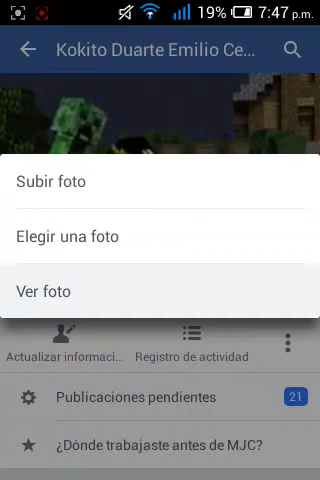 19% 7:47 p.m.
Kokito Duarte Emilio Ce...
Subir foto
Elegir una foto
Ver foto
Actualizar informaci... Registro de actividad
Publicaciones pendientes 21
¿Dónde trabajaste antes de MJC?